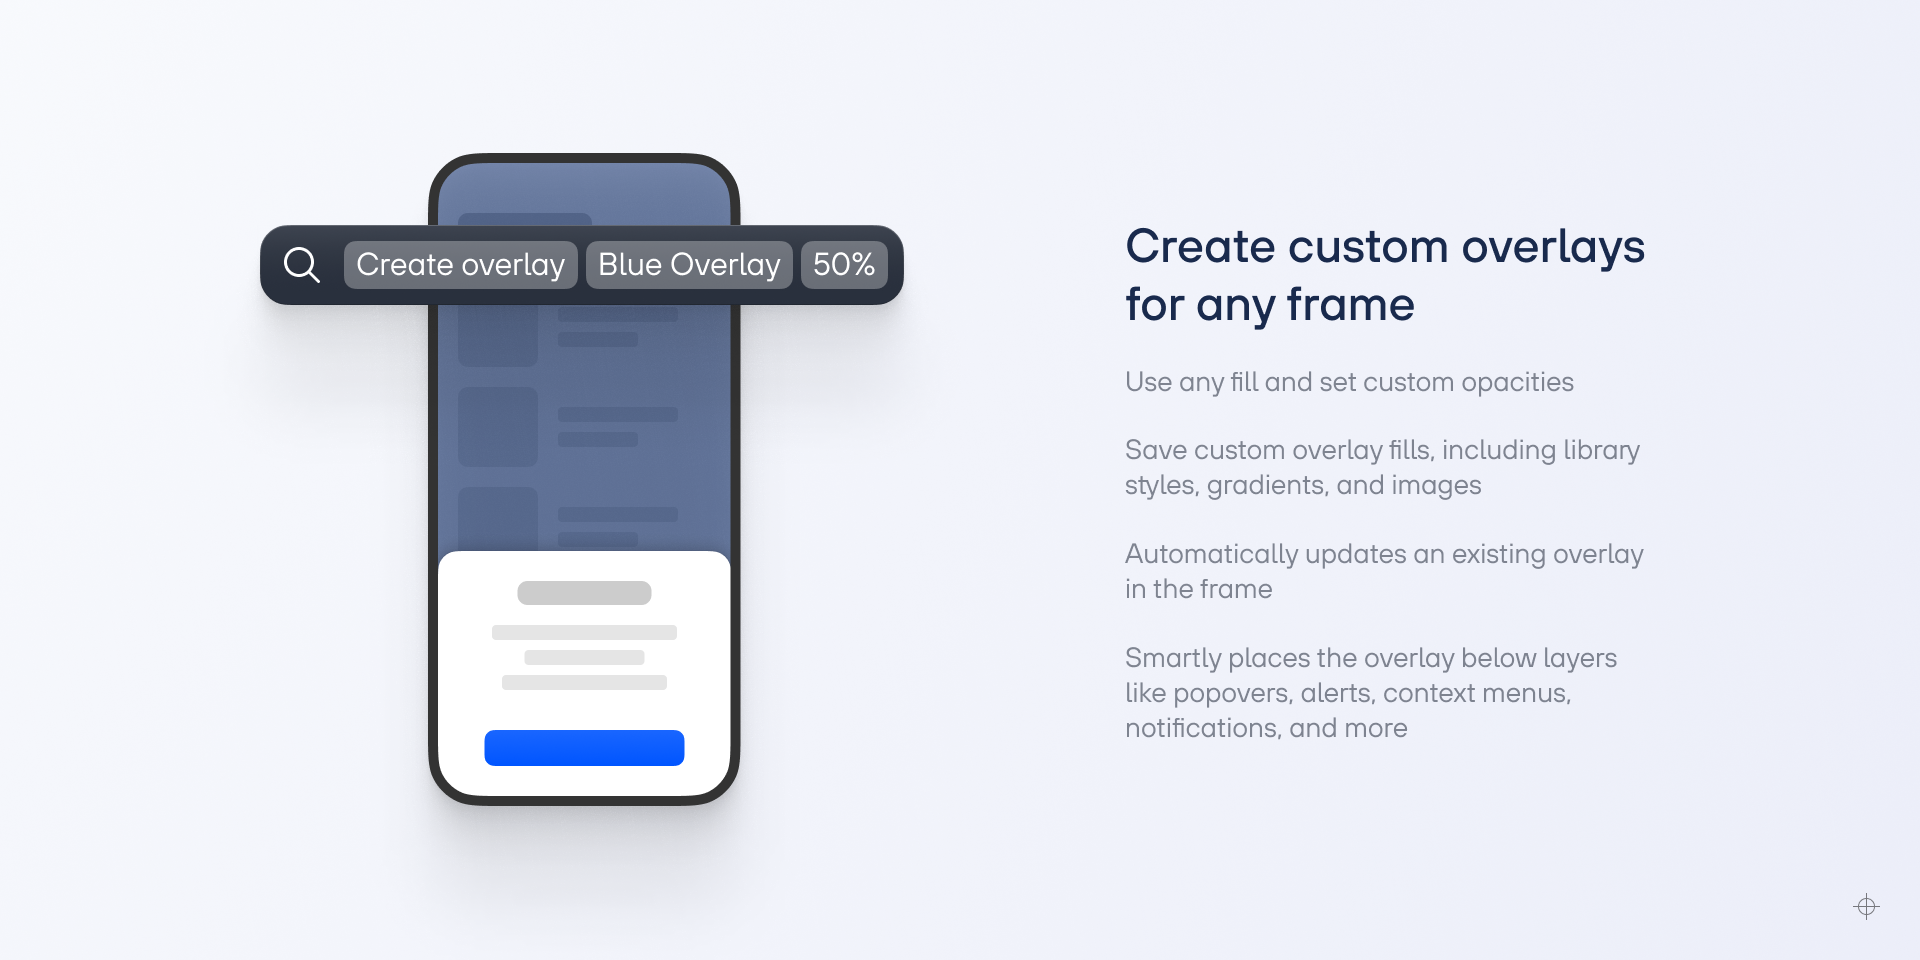 Create overlay Blue Overlay 50%
Create custom overlays
for any frame
Use any fill and set custom opacities
Save custom overlay fills, including library
styles, gradients, and images
Automatically updates an existing overlay
in the frame
Smartly places the overlay below layers
like popovers, alerts, context menus,
notifications, and more